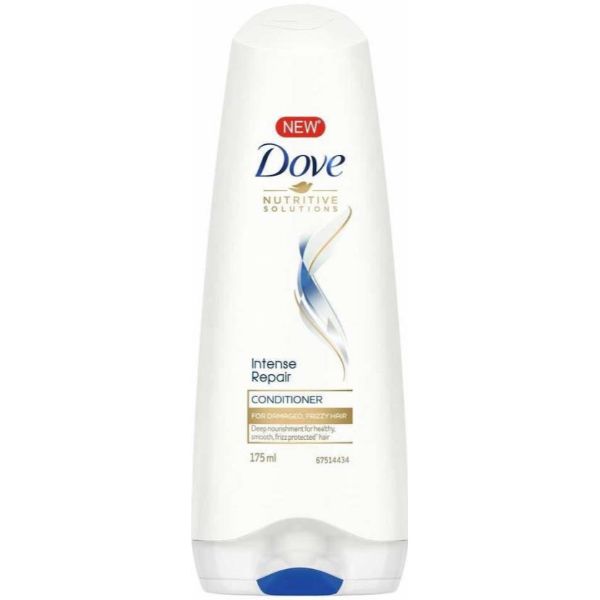 NEW*
Dove
NUTRITIVE
SOLUTIONS
Intense
Repair
CONDITIONER
FOR DAMAGED, FRIZZY HAIR
Deep nourishment for healthy,
smooth, frizz protected* hair
175 ml 67514434